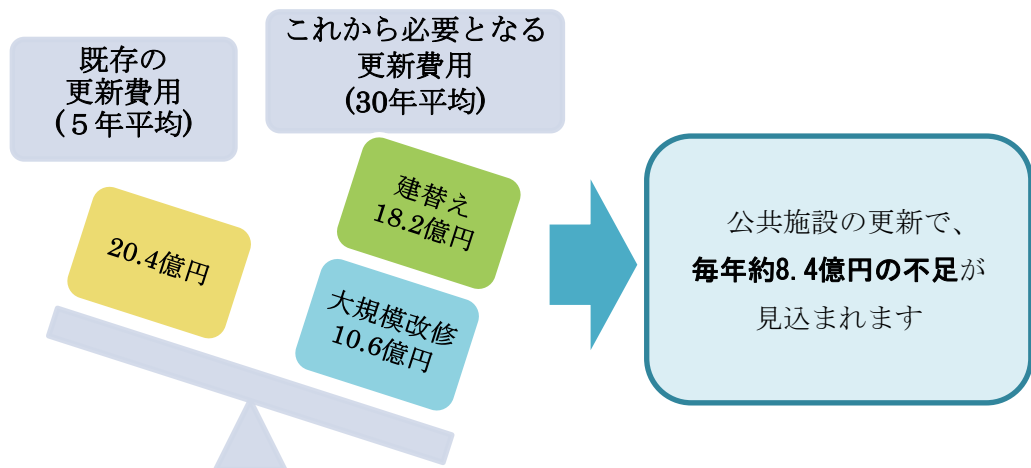 既存の
更新費用
(５年平均)
これから必要となる
更新費用
(30年平均)
20.4億円
建替え
18.2億円
大規模改修
10.6億円
公共施設の更新で、
毎年約8.4億円の不足が
見込まれます